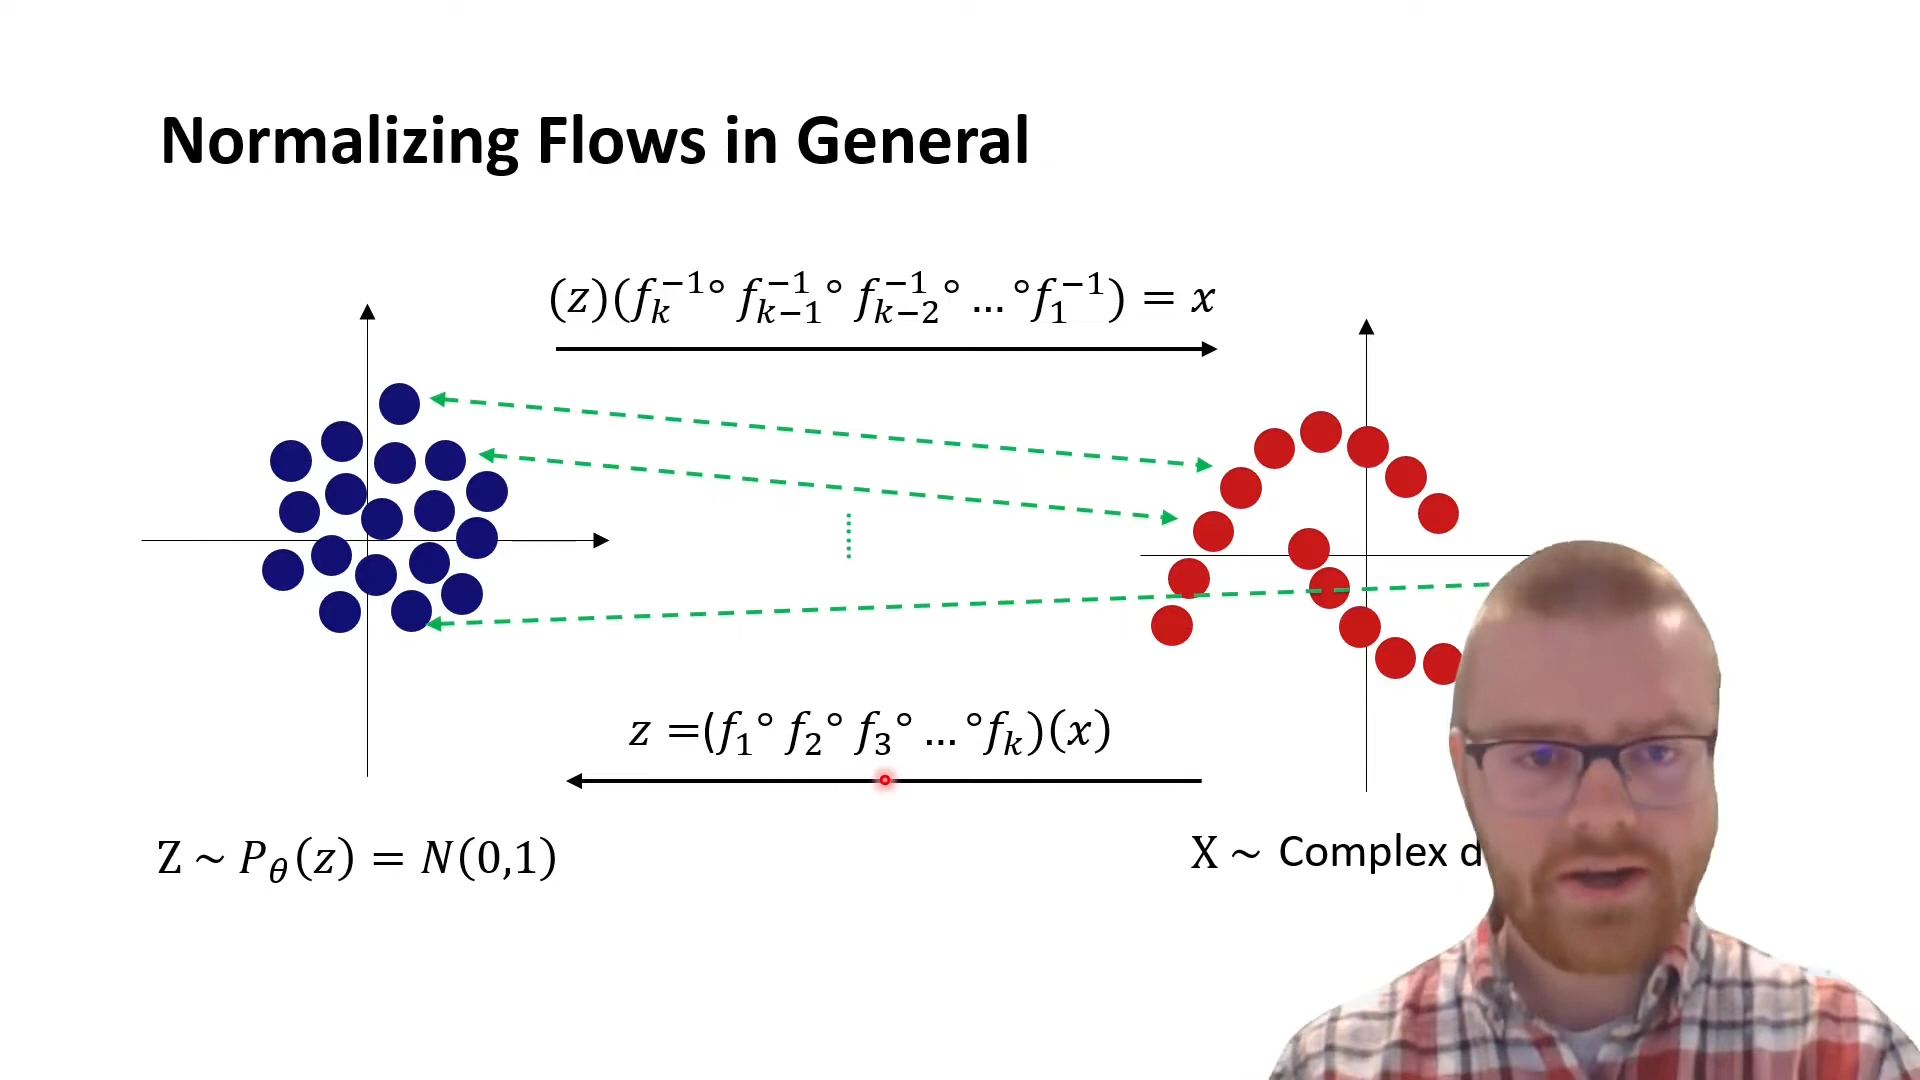 Normalizing Flows in General
(z)(f_k^{-1}∘ f_{k-1}^{-1}∘ f_{k-2}^{-1}∘ … ∘f_1^{-1}) = x
z =(f_1∘ f_2∘ f_3∘ … ∘f_k)(x)
Z ~ P_θ(z) = N(0,1)
X ~ Complex